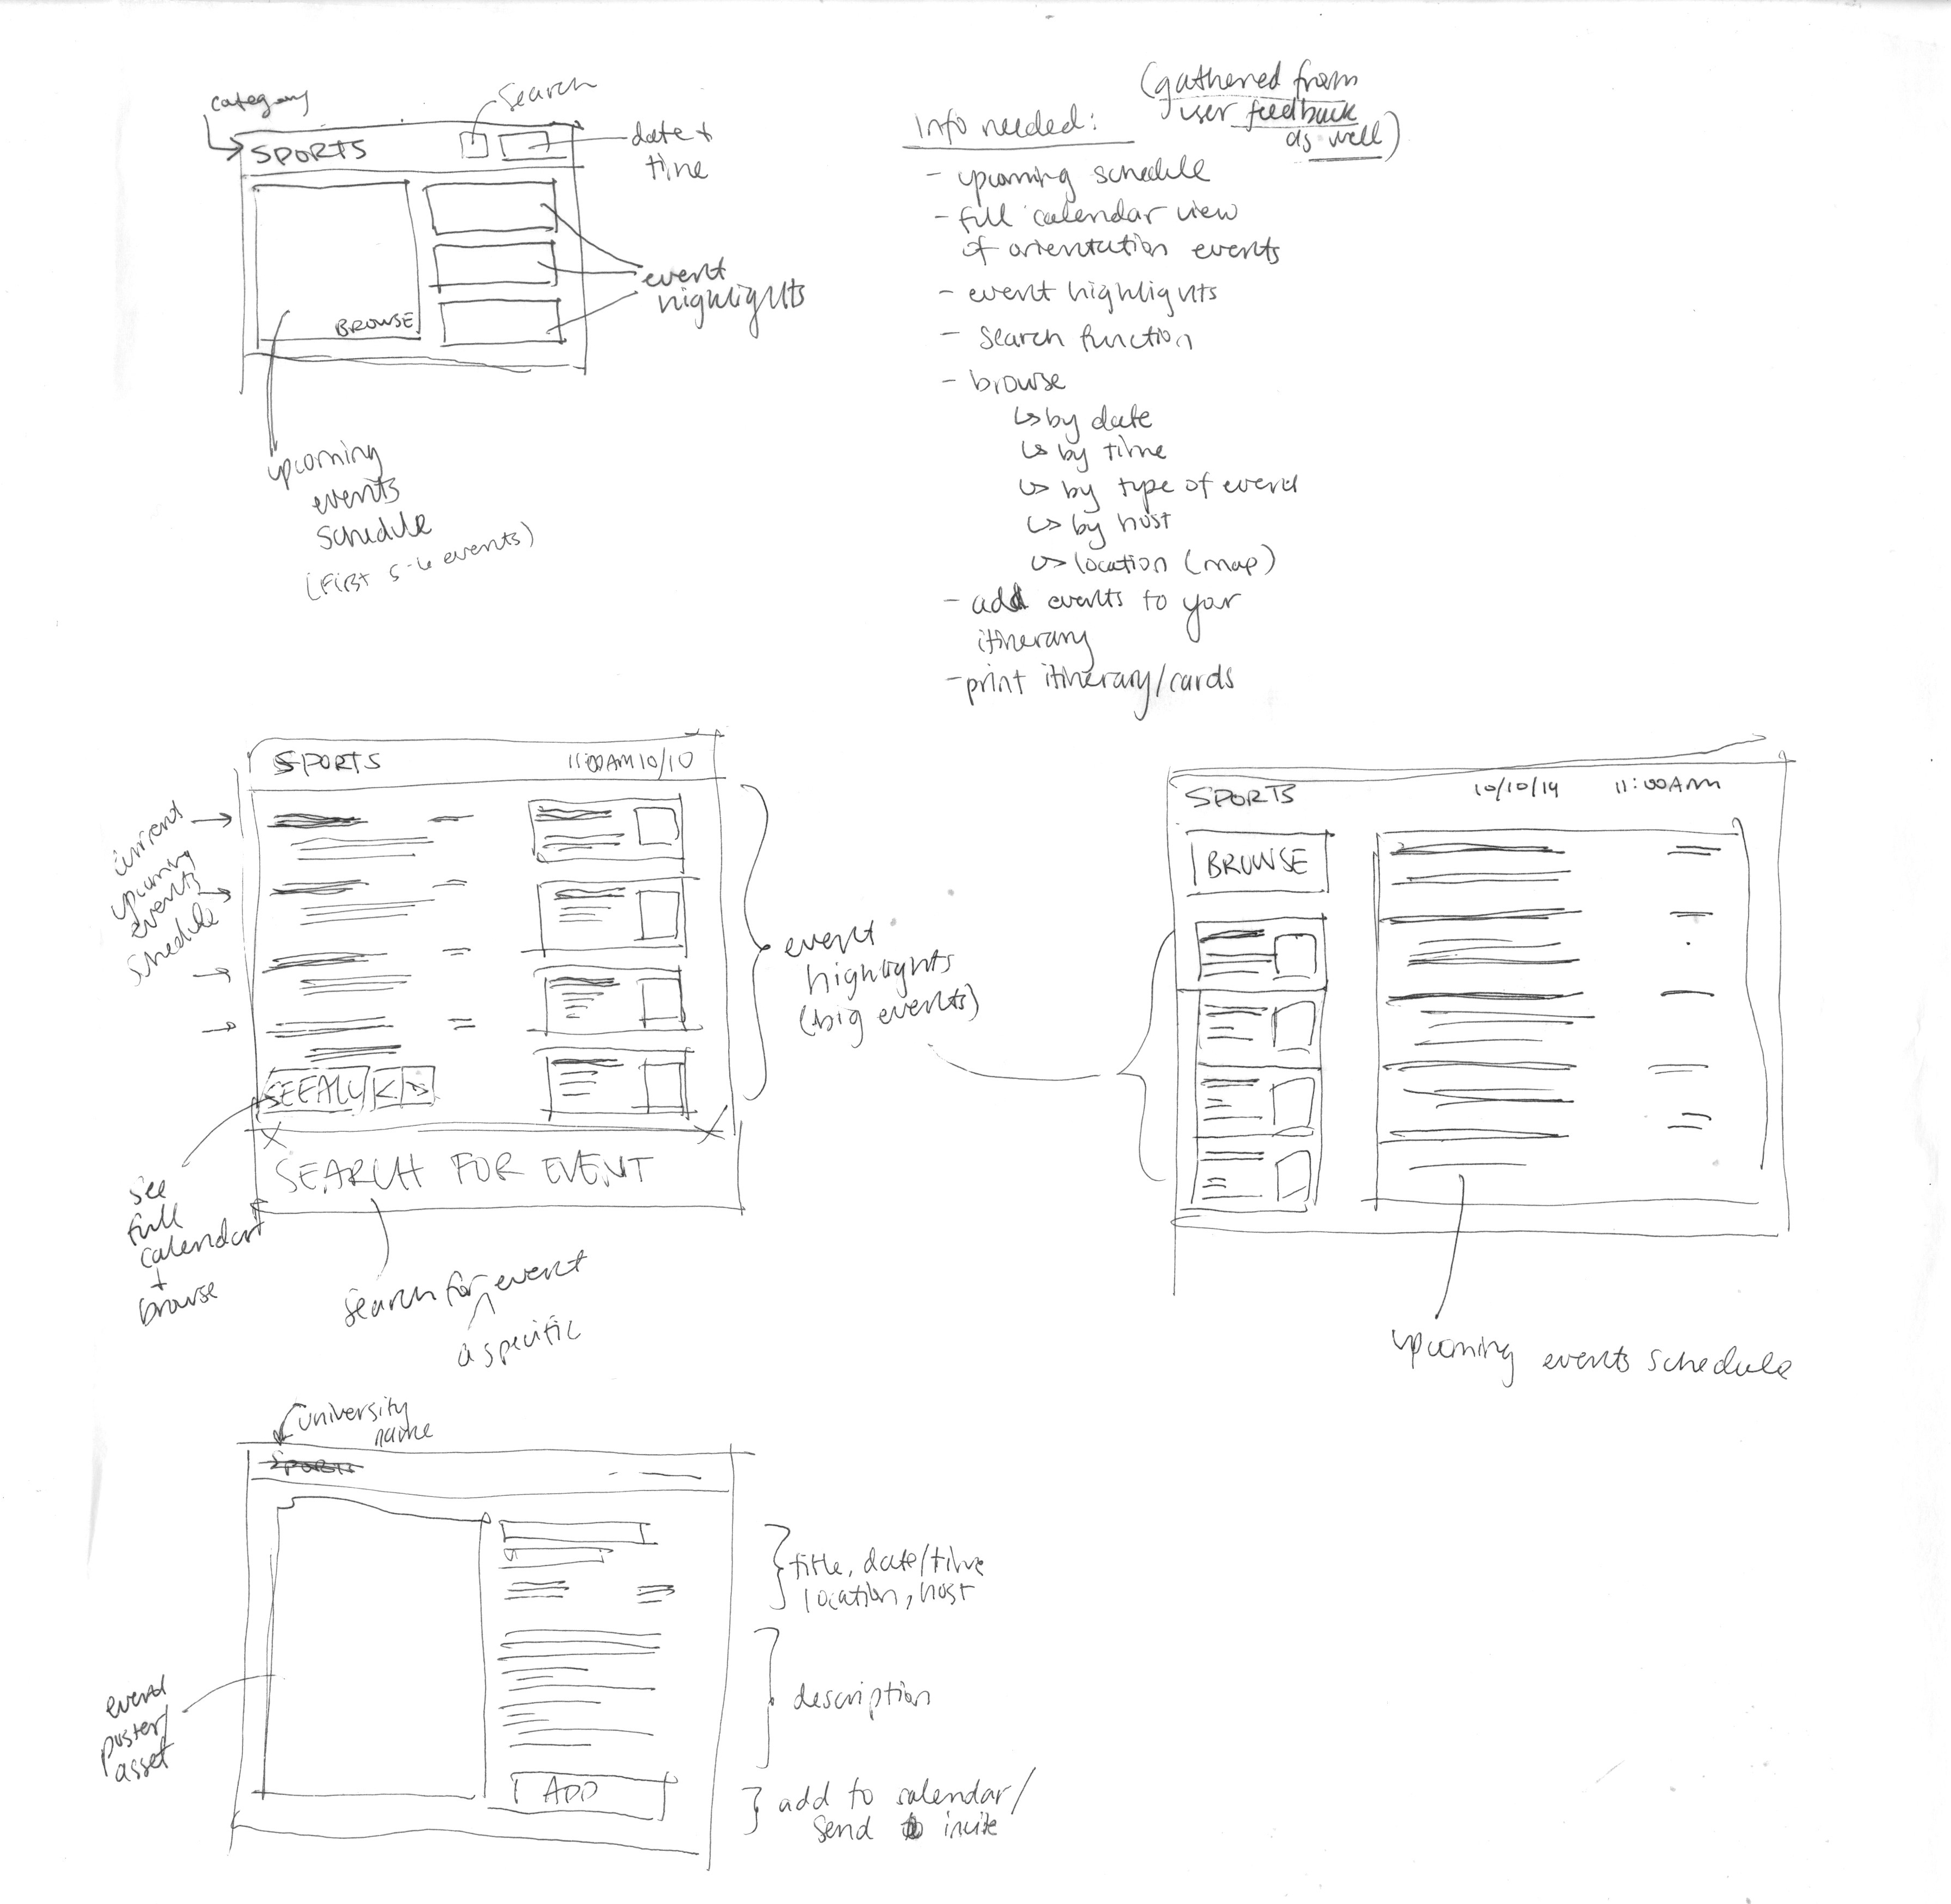 category
search
SPORTS
date +
time
event
highlights
BROWSE
upcoming
events
schedule
(First 5-6 events)
(gathered from
user feedback
as well)
Info needed:
- upcoming schedule
- full calendar view
of orientation events
- event highlights
- search function
- browse
↳ by date
↳ by time
↳ by type of event
↳ by host
↳ location (map)
- add events to your
itinerary
- print itinerary/cards
SPORTS 11:00AM 10/10
current
upcoming
events
schedule
event
highlights
(big events)
SEE ALL < >
SEARCH FOR EVENT
see
full
calendar
+
browse
search for event
a specific
SPORTS 10/10/14 11:00AM
BROWSE
upcoming events schedule
university
name
SPORTS
title, date/time
location, host
description
event
poster/
asset
ADD
add to calendar/
send invite